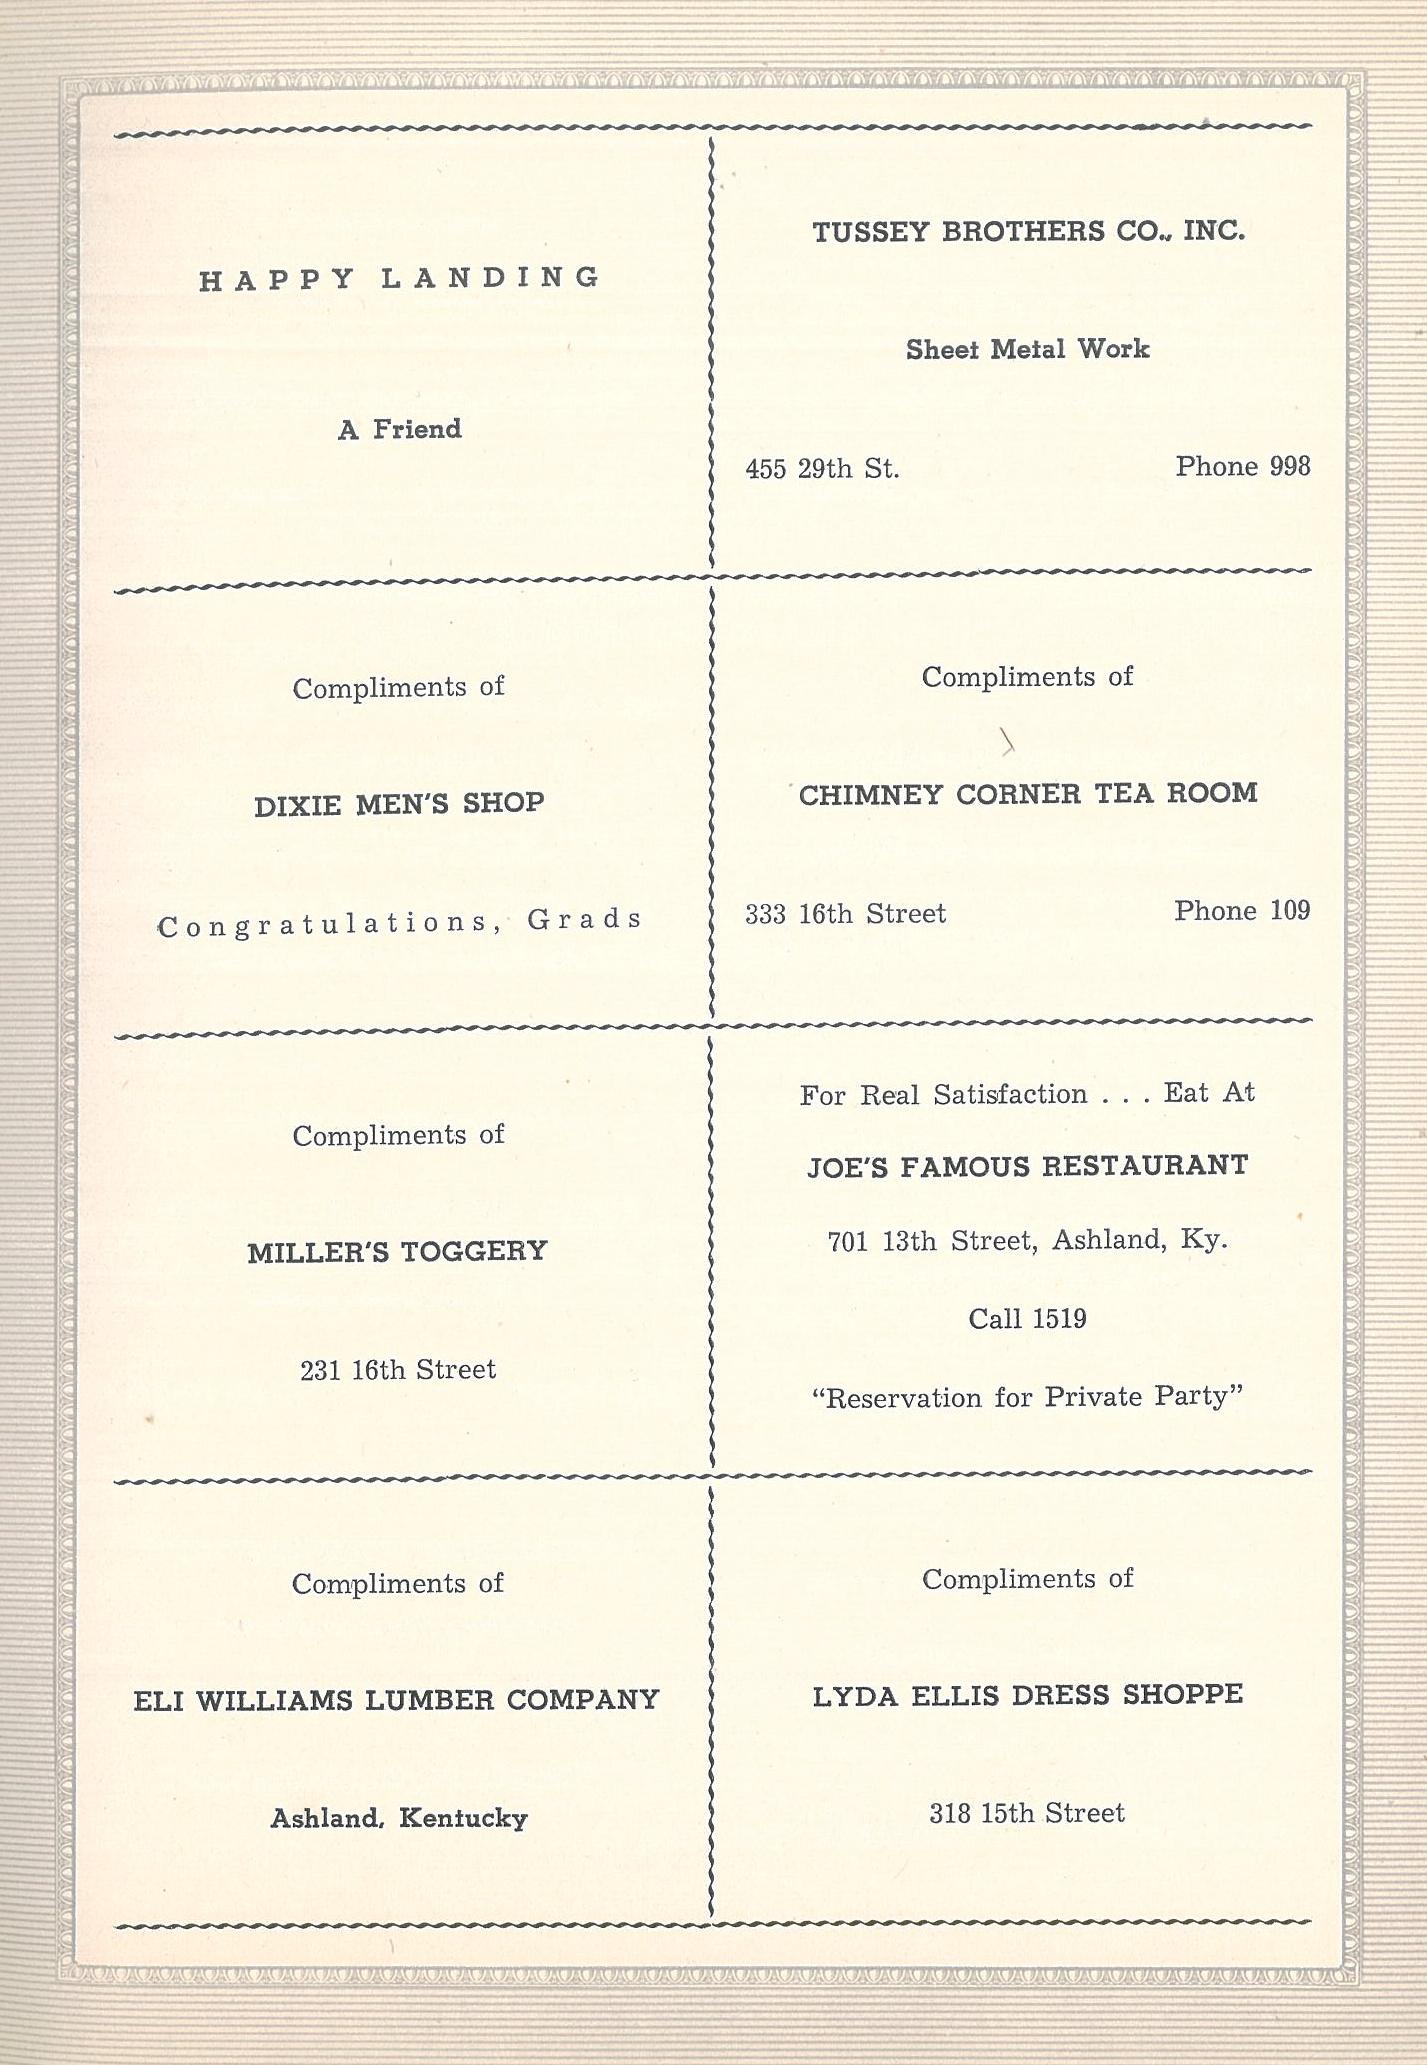 HAPPY LANDING
A Friend
TUSSEY BROTHERS CO., INC.
Sheet Metal Work
455 29th St. Phone 998
Compliments of
DIXIE MEN'S SHOP
Congratulations, Grads
Compliments of
CHIMNEY CORNER TEA ROOM
333 16th Street Phone 109
Compliments of
MILLER'S TOGGERY
231 16th Street
For Real Satisfaction . . . Eat At
JOE'S FAMOUS RESTAURANT
701 13th Street, Ashland, Ky.
Call 1519
“Reservation for Private Party”
Compliments of
ELI WILLIAMS LUMBER COMPANY
Ashland, Kentucky
Compliments of
LYDA ELLIS DRESS SHOPPE
318 15th Street